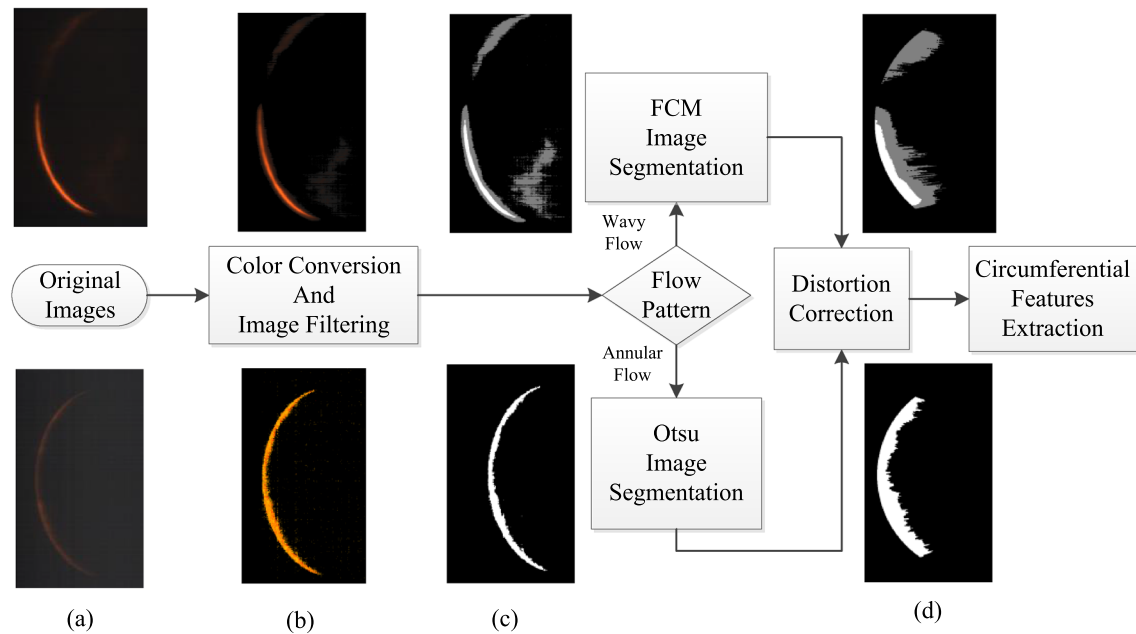 FCM
Image
Segmentation
Wavy
Flow
Original
Images
Color Conversion
And
Image Filtering
Flow
Pattern
Distortion
Correction
Circumferential
Features
Extraction
Annular
Flow
Otsu
Image
Segmentation
(a)
(b)
(c)
(d)